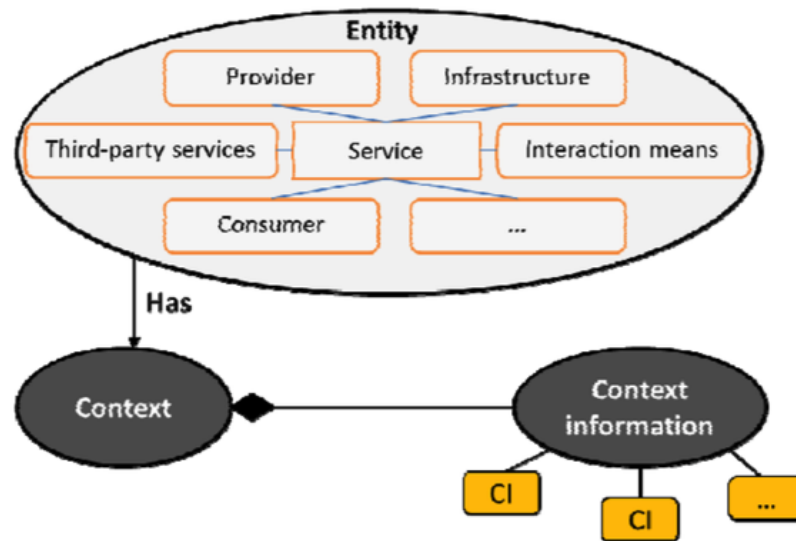 Entity
Provider
Infrastructure
Third-party services
Service
Interaction means
Consumer
...
Has
Context
Context
information
CI
CI
...